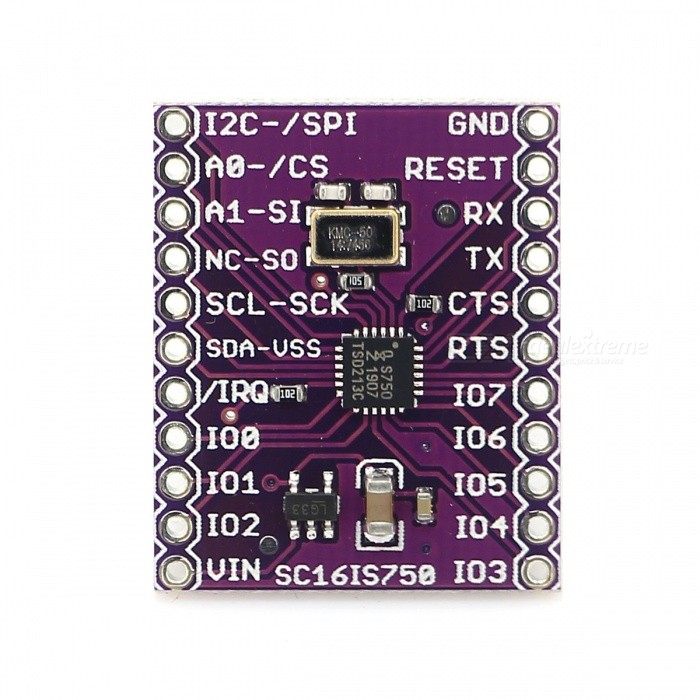 I2C-/SPI GND
A0-/CS RESET
A1-SI RX
KMC-50
NC-SO TX
105
SCL-SCK 102 CTS
SDA-VSS RTS
S750
1907
TSD213C
/IRQ 102 IO7
IO0 IO6
IO1 IO5
LG33
IO2 IO4
VIN SC16IS750 IO3